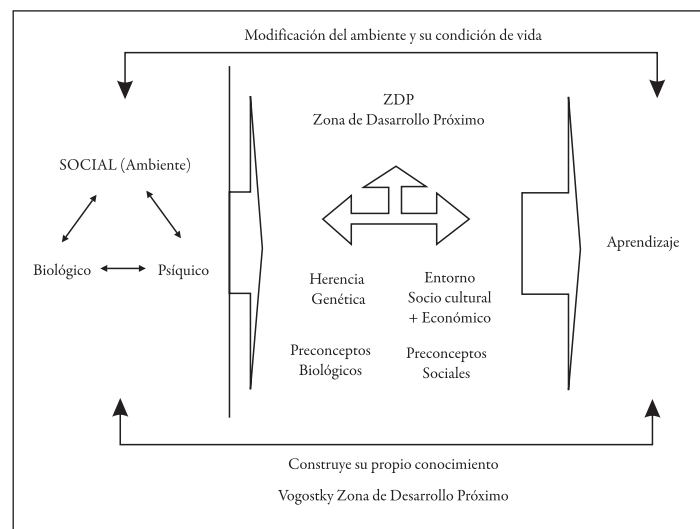 Modificación del ambiente y su condición de vida
ZDP
Zona de Dasarrollo Próximo
SOCIAL (Ambiente)
Biológico
Psíquico
Herencia
Genética
Entorno
Socio cultural
+ Económico
Preconceptos
Biológicos
Preconceptos
Sociales
Aprendizaje
Construye su propio conocimiento
Vogostky Zona de Desarrollo Próximo